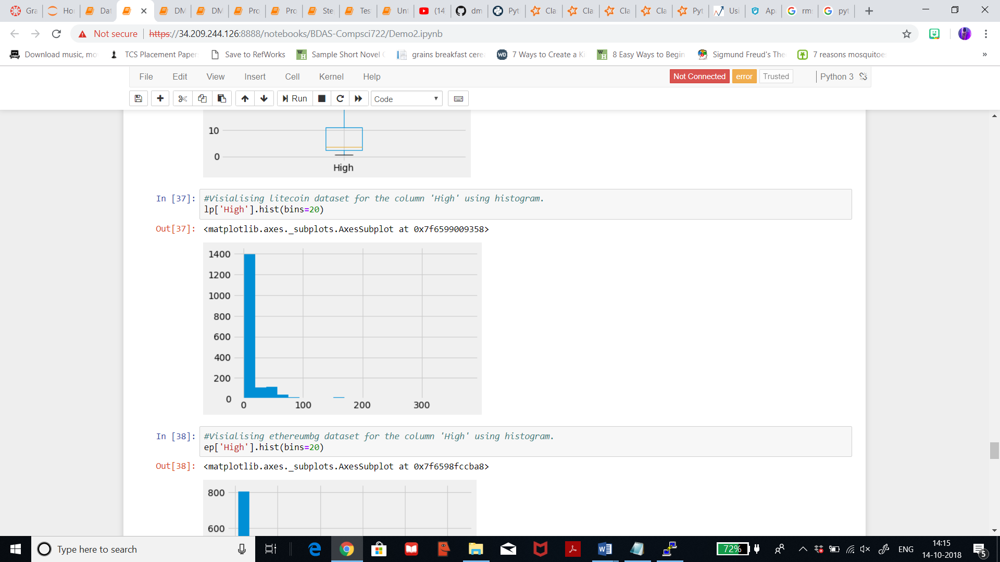 Gra
Ho
Dat
DM
DM
Pro
Pro
Ste
Tes
Unt
(14
dm
Pyt
Cla
Cla
Cla
Cla
Pyt
Usi
Ap
rm
pyt
Not secure
https://34.209.244.126:8888/notebooks/BDAS-Compsci722/Demo2.ipynb
Download music, mo
TCS Placement Paper
Save to RefWorks
Sample Short Novel
grains breakfast cere
7 Ways to Create a Ki
8 Easy Ways to Begin
Sigmund Freud's The
7 reasons mosquitoe
»
File
Edit
View
Insert
Cell
Kernel
Help
Not Connected
error
Trusted
Python 3
Run
Code
10
0
High
In [37]:
#Visialising litecoin dataset for the column 'High' using histogram.
lp['High'].hist(bins=20)
Out[37]:
<matplotlib.axes._subplots.AxesSubplot at 0x7f6599009358>
1400
1200
1000
800
600
400
200
0
0 100 200 300
In [38]:
#Visialising ethereumbg dataset for the column 'High' using histogram.
ep['High'].hist(bins=20)
Out[38]:
<matplotlib.axes._subplots.AxesSubplot at 0x7f6598fccba8>
800
600
Type here to search
72%
ENG
14:15
14-10-2018
5